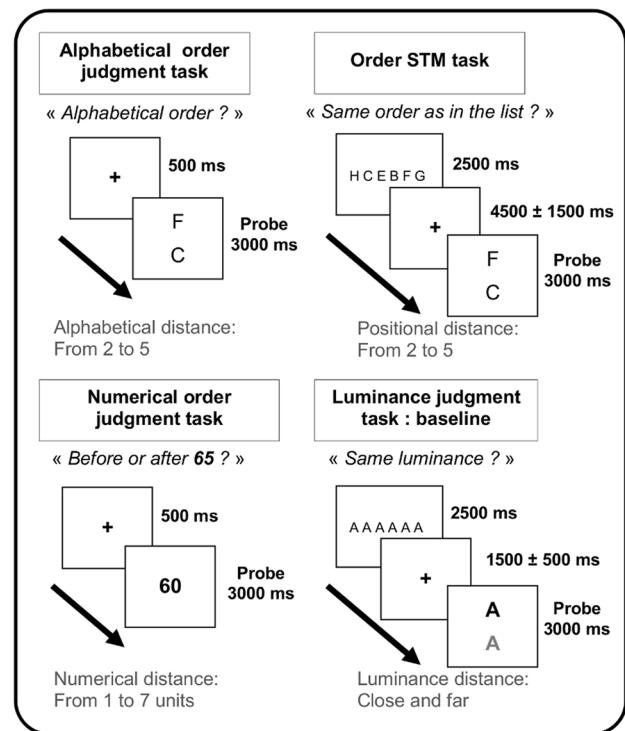 Alphabetical order
judgment task
« Alphabetical order ? »
+
500 ms
F
C
Probe
3000 ms
Alphabetical distance:
From 2 to 5
Order STM task
« Same order as in the list ? »
H C E B F G
2500 ms
+
4500 ± 1500 ms
F
C
Probe
3000 ms
Positional distance:
From 2 to 5
Numerical order
judgment task
« Before or after 65 ? »
+
500 ms
60
Probe
3000 ms
Numerical distance:
From 1 to 7 units
Luminance judgment
task : baseline
« Same luminance ? »
A A A A A A
2500 ms
+
1500 ± 500 ms
A
A
Probe
3000 ms
Luminance distance:
Close and far